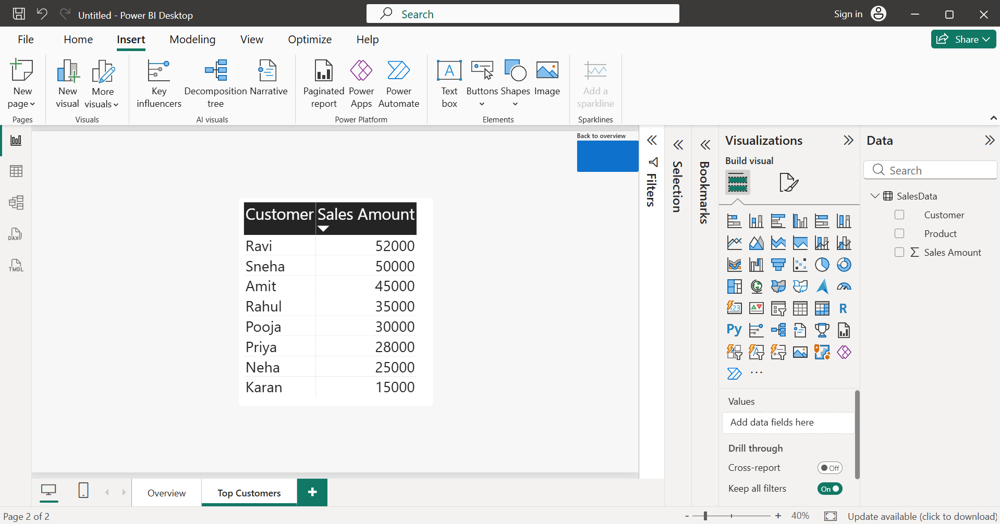 Untitled - Power BI Desktop
Search
Sign in
File Home Insert Modeling View Optimize Help
Share
New page
New visual
More visuals
Key influencers
Decomposition tree
Narrative
Paginated report
Power Apps
Power Automate
Text box
Buttons
Shapes
Image
Add a sparkline
Pages Visuals AI visuals Power Platform Elements Sparklines
Back to overview
Customer Sales Amount
Ravi 52000
Sneha 50000
Amit 45000
Rahul 35000
Pooja 30000
Priya 28000
Neha 25000
Karan 15000
DAX
TMDL
Filters
Selection
Bookmarks
Visualizations
Build visual
123
R
Py
Values
Add data fields here
Drill through
Cross-report Off
Keep all filters On
Data
Search
SalesData
Customer
Product
Σ Sales Amount
Overview Top Customers +
Page 2 of 2
- + 40%
Update available (click to download)